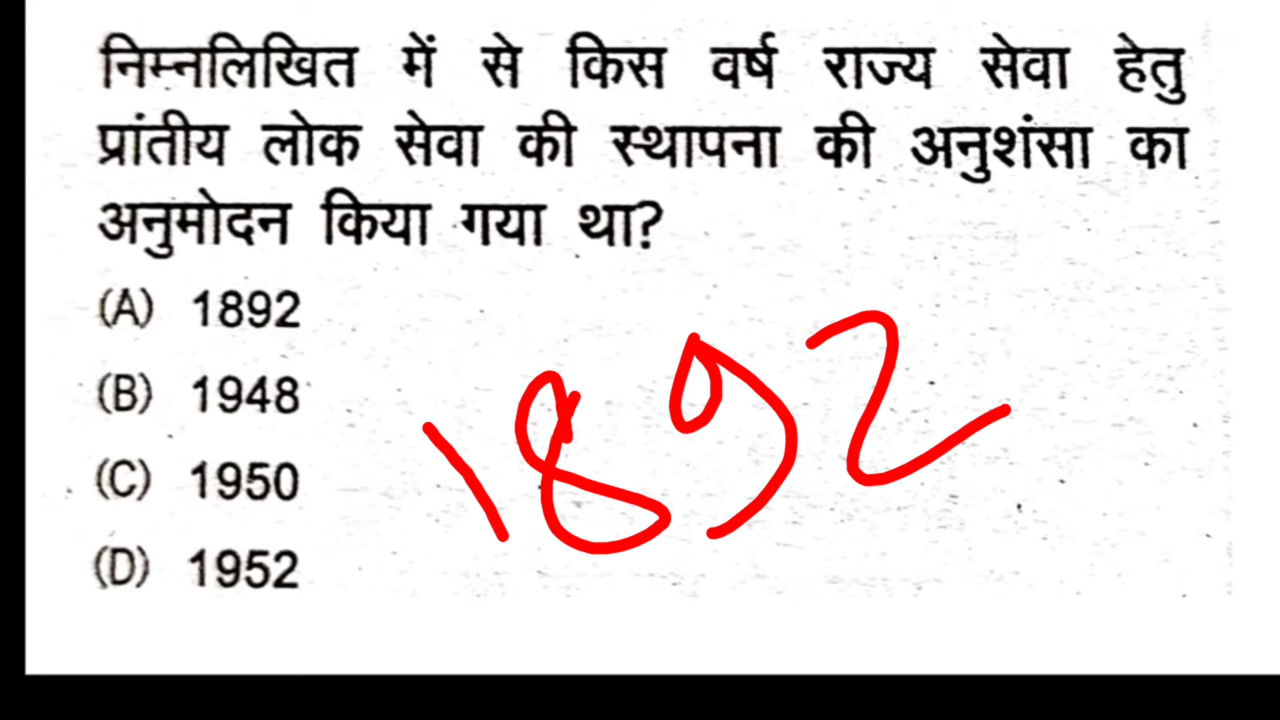 निम्नलिखित में से किस वर्ष राज्य सेवा हेतु
प्रांतीय लोक सेवा की स्थापना की अनुशंसा का
अनुमोदन किया गया था?
(A) 1892
(B) 1948
(C) 1950
(D) 1952
1892